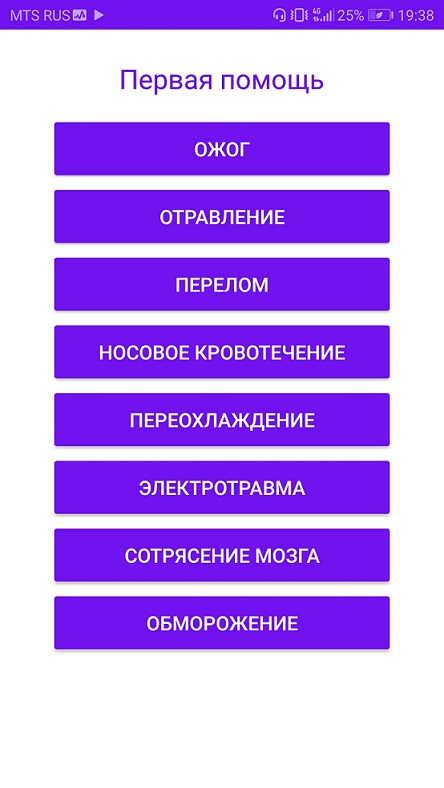 MTS RUS 4G 25% 19:38
Первая помощь
ОЖОГ
ОТРАВЛЕНИЕ
ПЕРЕЛОМ
НОСОВОЕ КРОВОТЕЧЕНИЕ
ПЕРЕОХЛАЖДЕНИЕ
ЭЛЕКТРОТРАВМА
СОТРЯСЕНИЕ МОЗГА
ОБМОРОЖЕНИЕ